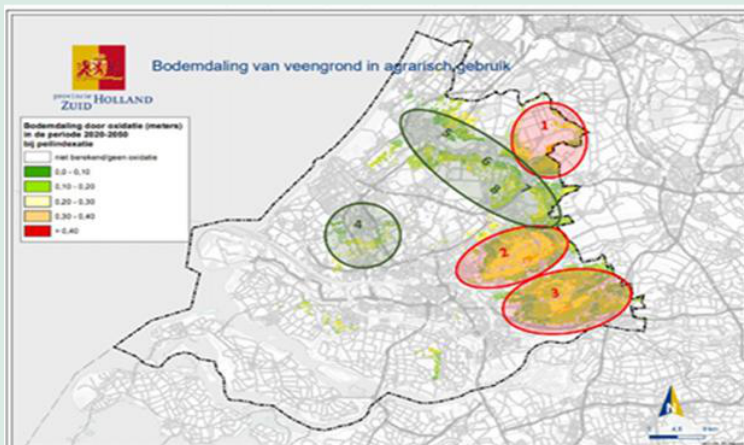 Bodemdaling van veengrond in agrarisch gebruik
provincie
ZUID HOLLAND
Bodemdaling door oxidatie (meters)
in de periode 2020-2050
bij peilindexatie
niet berekend/geen oxidatie
0,0 - 0,10
0,10 - 0,20
0,20 - 0,30
0,30 - 0,40
> 0,40
1
5
6
8
7
4
2
3
N